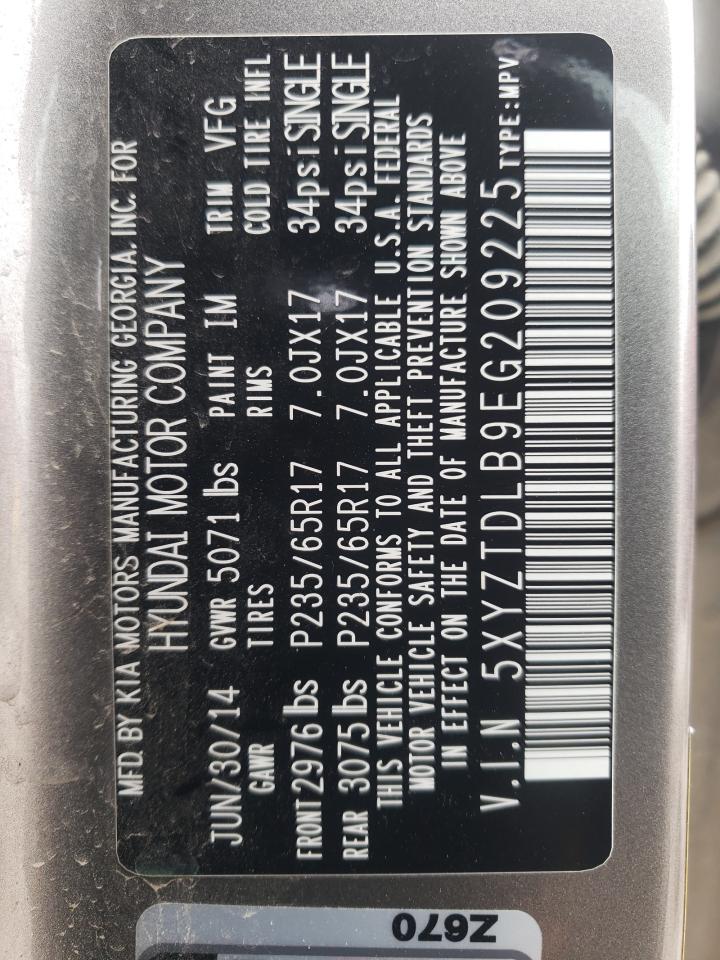 MFD. BY KIA MOTORS MANUFACTURING GEORGIA, INC. FOR
HYUNDAI MOTOR COMPANY
JUN/30/14 GVWR 5071 lbs PAINT IM TRIM VFG
GAWR TIRES RIMS COLD TIRE INFL
FRONT 2976 lbs P235/65R17 7.0JX17 34psi SINGLE
REAR 3075 lbs P235/65R17 7.0JX17 34psi SINGLE
THIS VEHICLE CONFORMS TO ALL APPLICABLE U.S.A. FEDERAL
MOTOR VEHICLE SAFETY AND THEFT PREVENTION STANDARDS
IN EFFECT ON THE DATE OF MANUFACTURE SHOWN ABOVE
V.I.N 5XYZTDLB9EG209225 TYPE:MPV
Z670